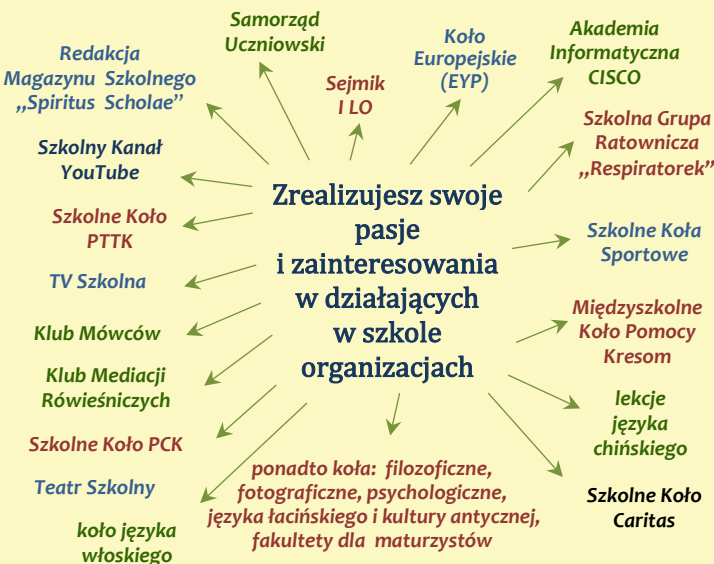 Samorząd
Uczniowski
Koło
Europejskie
(EYP)
Akademia
Informatyczna
CISCO
Redakcja
Magazynu Szkolnego
„Spiritus Scholae”
Sejmik
I LO
Szkolna Grupa
Ratownicza
„Respiratorek”
Szkolny Kanał
YouTube
Szkolne Koło
PTTK
TV Szkolna
Klub Mówców
Klub Mediacji
Rówieśniczych
Szkolne Koło PCK
Teatr Szkolny
koło języka
włoskiego
Zrealizujesz swoje
pasje
i zainteresowania
w działających
w szkole
organizacjach
Szkolne Koła
Sportowe
Międzyszkolne
Koło Pomocy
Kresom
lekcje
języka
chińskiego
Szkolne Koło
Caritas
ponadto koła: filozoficzne,
fotograficzne, psychologiczne,
języka łacińskiego i kultury antycznej,
fakultety dla maturzystów